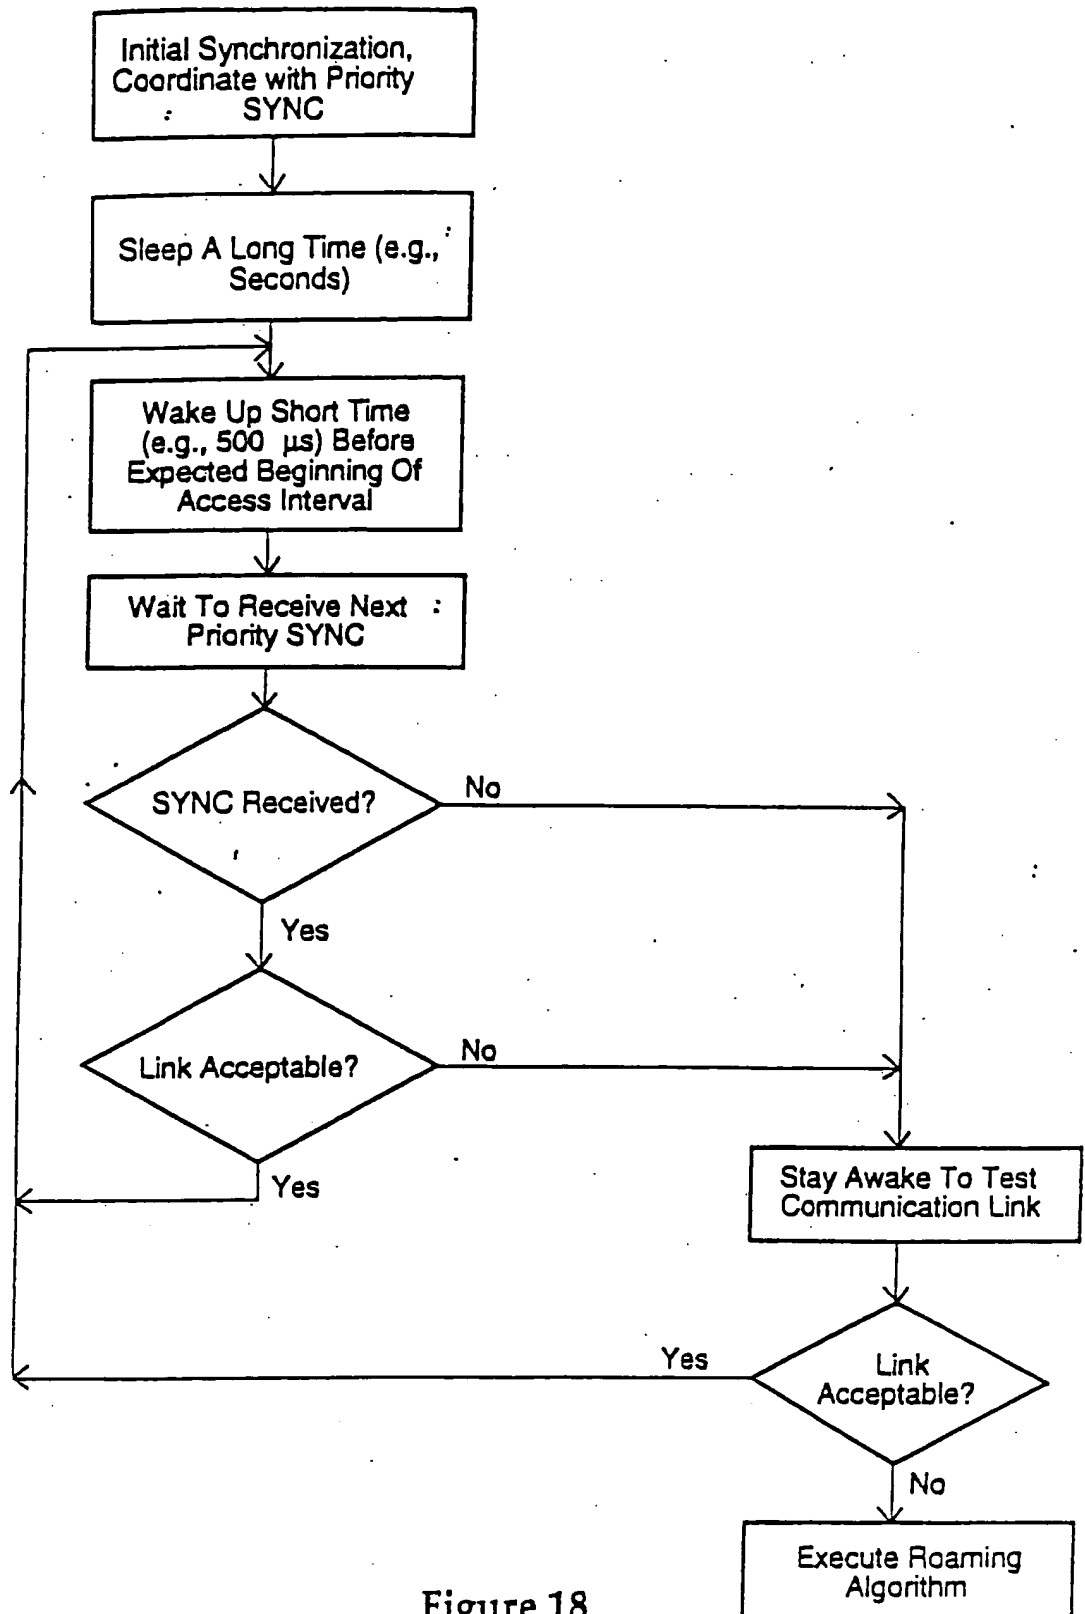 Initial Synchronization,
Coordinate with Priority
SYNC
Sleep A Long Time (e.g.,
Seconds)
Wake Up Short Time
(e.g., 500 µs) Before
Expected Beginning Of
Access Interval
Wait To Receive Next
Priority SYNC
SYNC Received?
No
Yes
Link Acceptable?
No
Yes
Stay Awake To Test
Communication Link
Link
Acceptable?
Yes
No
Execute Roaming
Algorithm
Figure 18